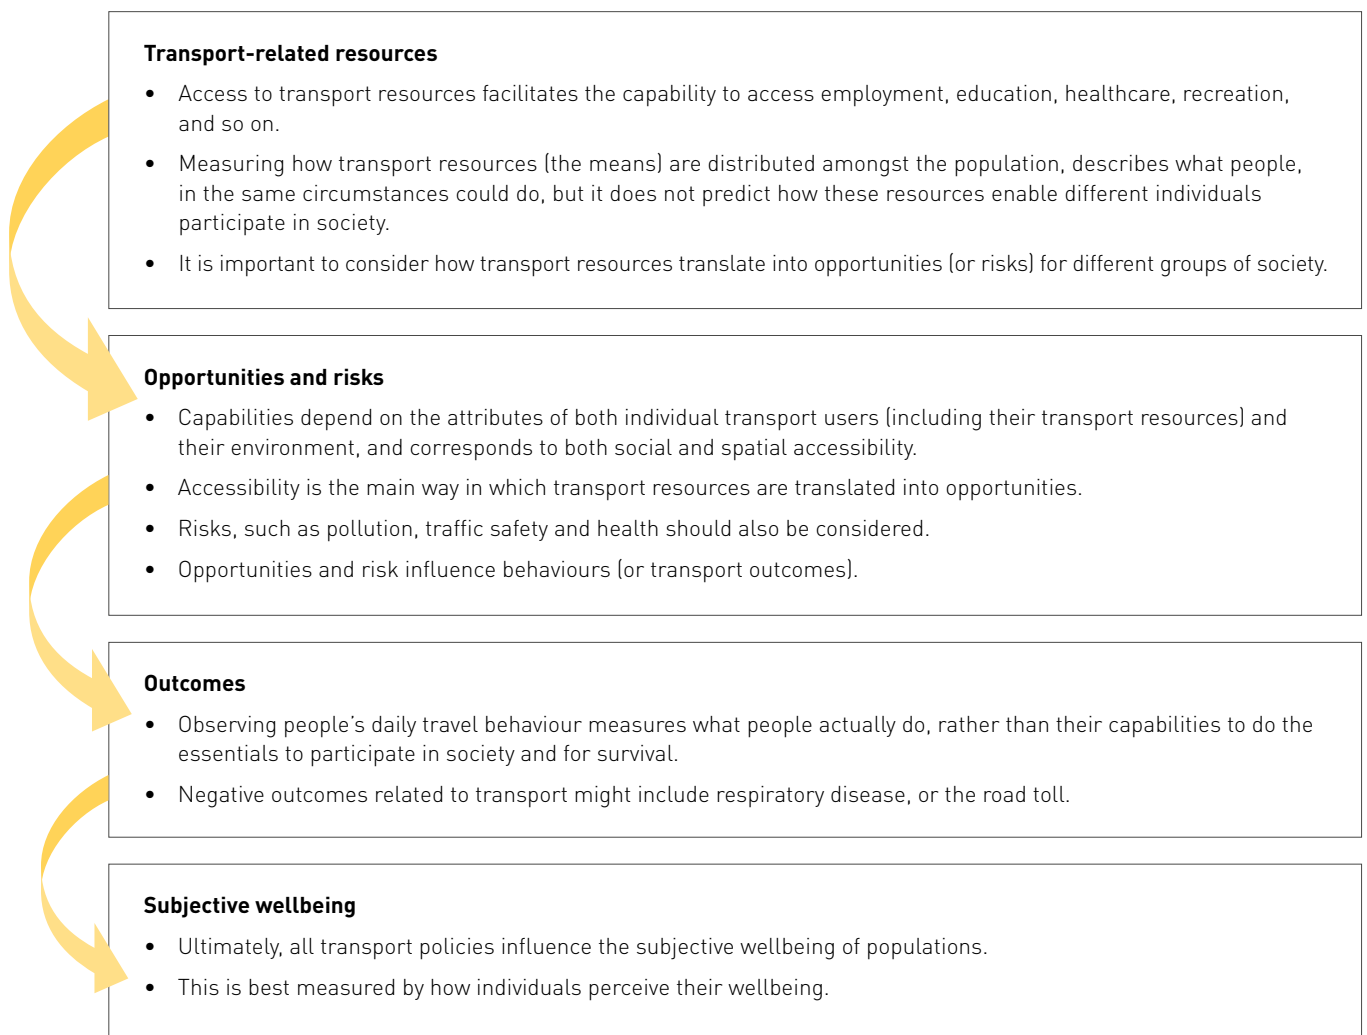 Transport-related resources
• Access to transport resources facilitates the capability to access employment, education, healthcare, recreation,
and so on.
• Measuring how transport resources (the means) are distributed amongst the population, describes what people,
in the same circumstances could do, but it does not predict how these resources enable different individuals
participate in society.
• It is important to consider how transport resources translate into opportunities (or risks) for different groups of society.
Opportunities and risks
• Capabilities depend on the attributes of both individual transport users (including their transport resources) and
their environment, and corresponds to both social and spatial accessibility.
• Accessibility is the main way in which transport resources are translated into opportunities.
• Risks, such as pollution, traffic safety and health should also be considered.
• Opportunities and risk influence behaviours (or transport outcomes).
Outcomes
• Observing people’s daily travel behaviour measures what people actually do, rather than their capabilities to do the
essentials to participate in society and for survival.
• Negative outcomes related to transport might include respiratory disease, or the road toll.
Subjective wellbeing
• Ultimately, all transport policies influence the subjective wellbeing of populations.
• This is best measured by how individuals perceive their wellbeing.